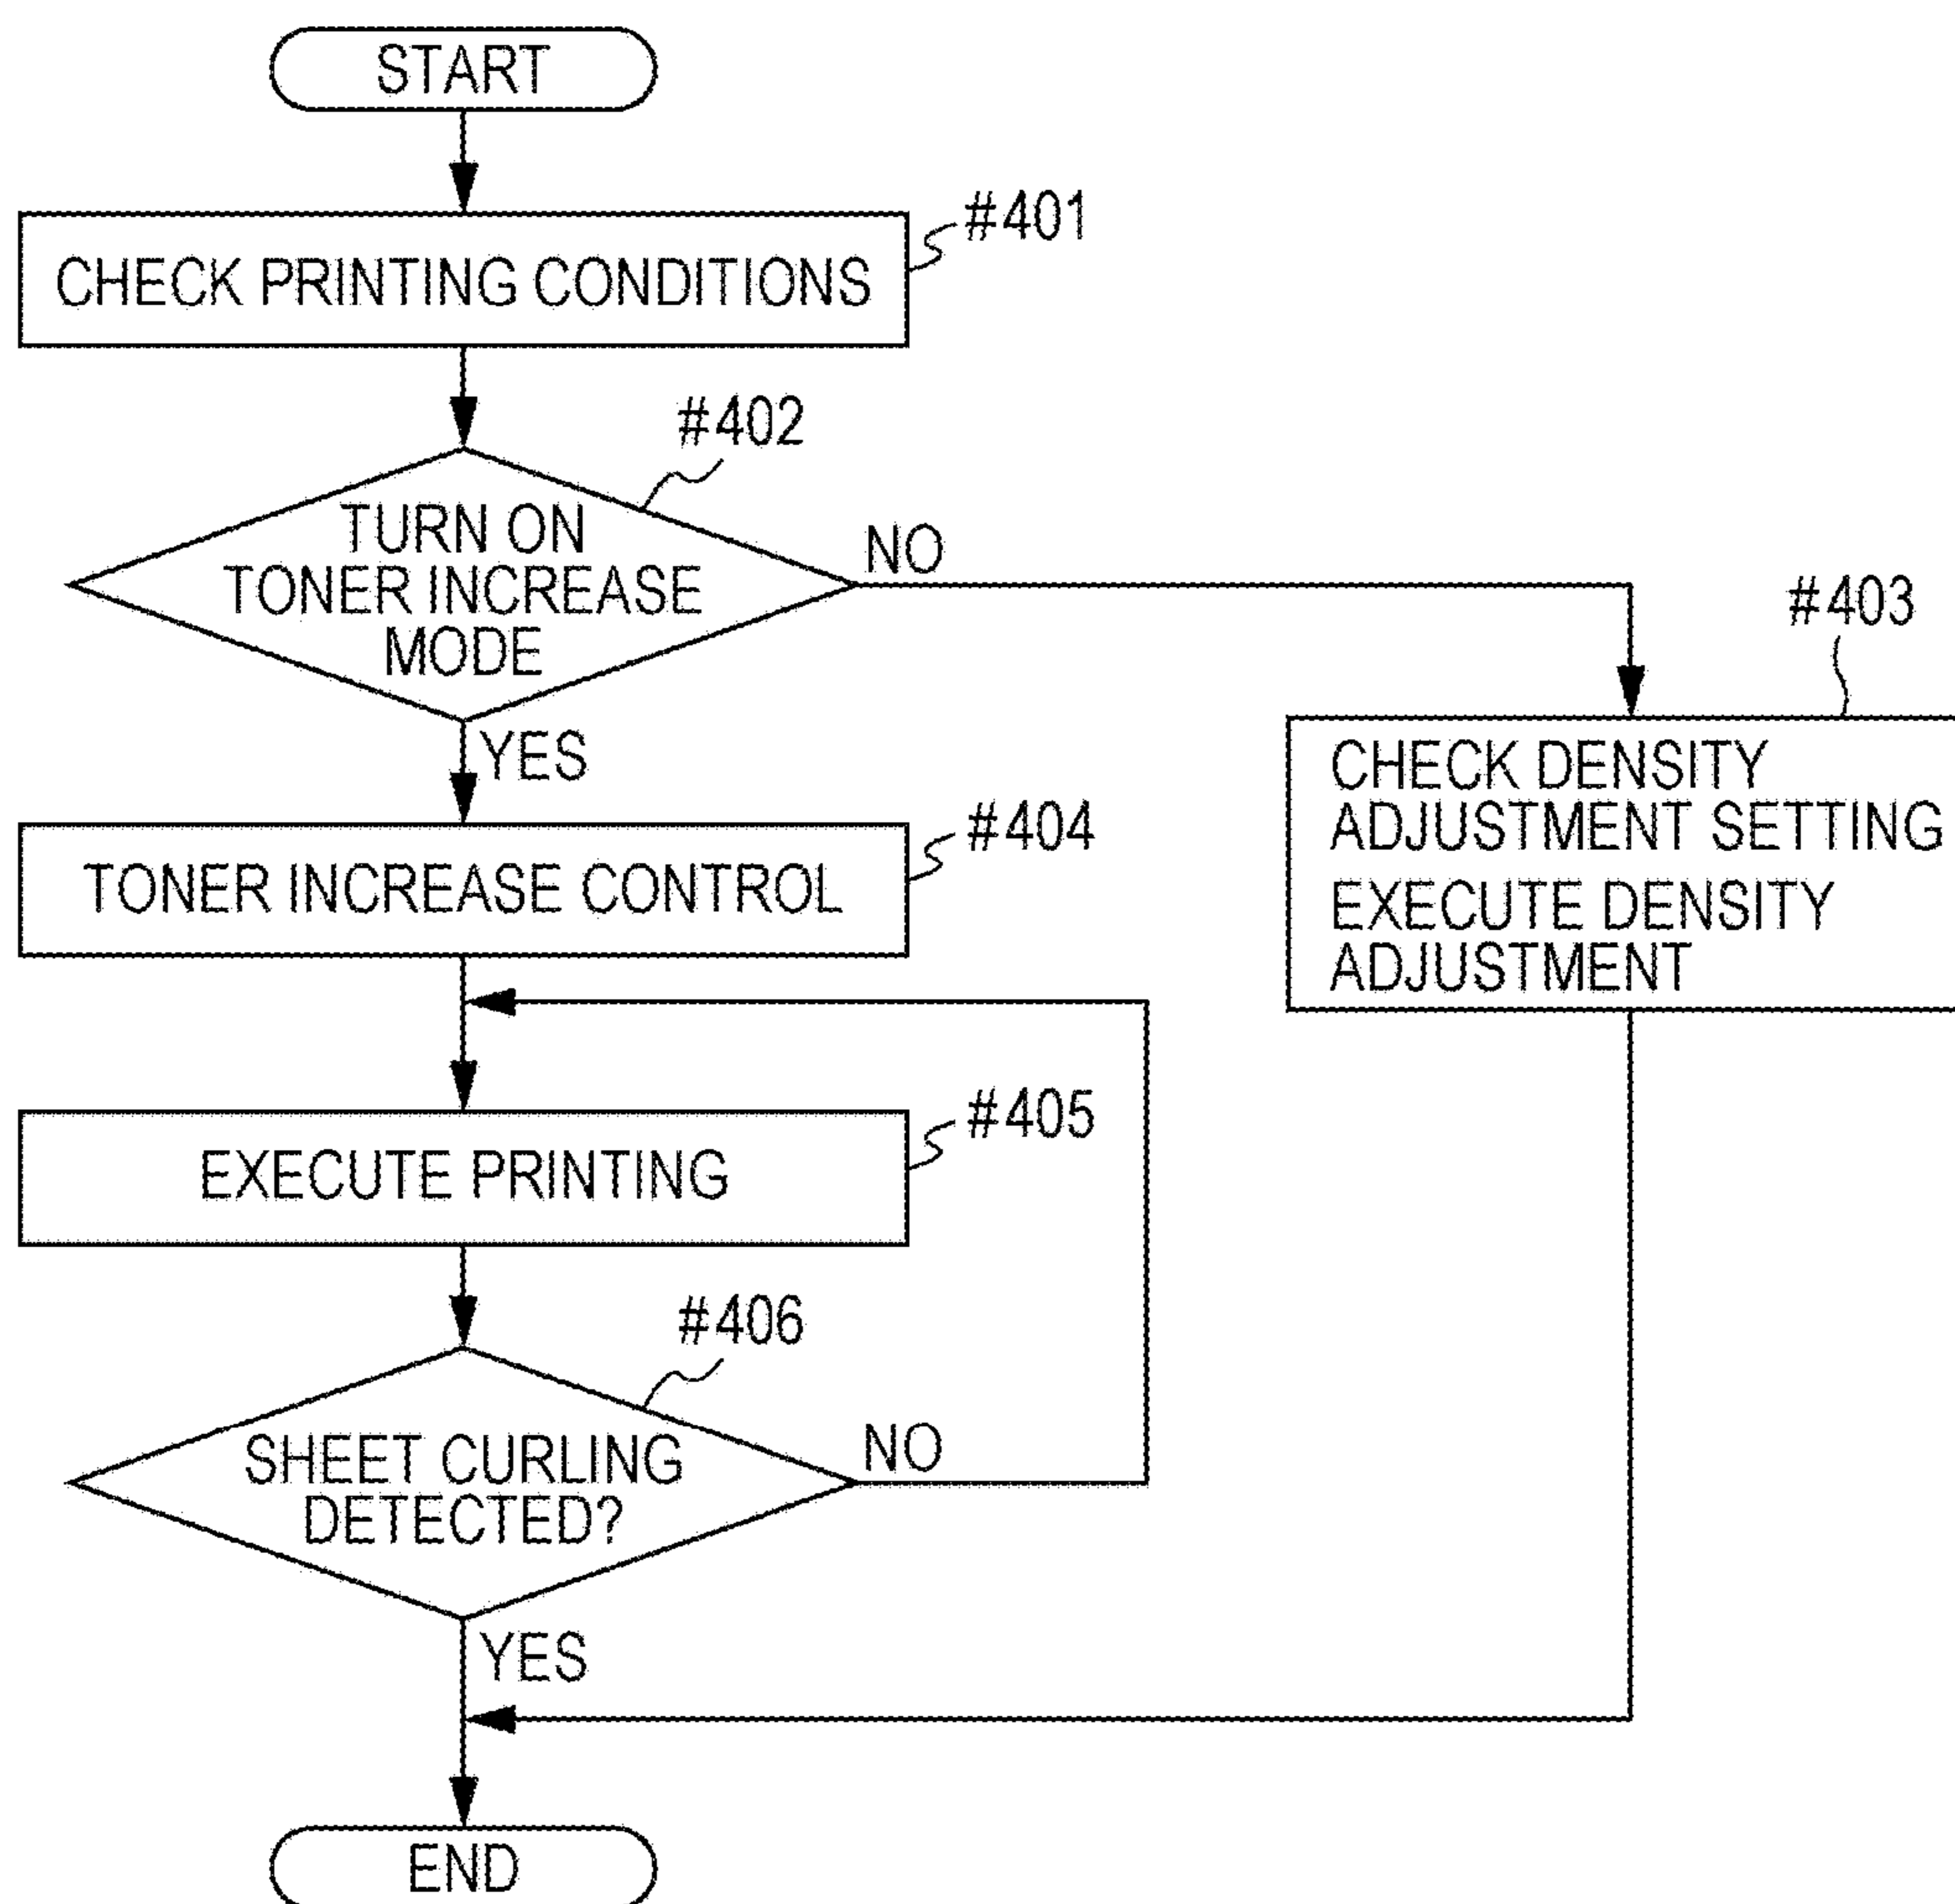 START
CHECK PRINTING CONDITIONS
#401
#402
TURN ON
TONER INCREASE
MODE
NO
YES
#403
CHECK DENSITY
ADJUSTMENT SETTING
EXECUTE DENSITY
ADJUSTMENT
#404
TONER INCREASE CONTROL
#405
EXECUTE PRINTING
#406
SHEET CURLING
DETECTED?
NO
YES
END